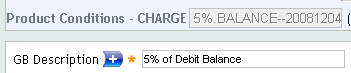 Product Conditions - CHARGE 5%.BALANCE--20081204
GB Description * 5% of Debit Balance